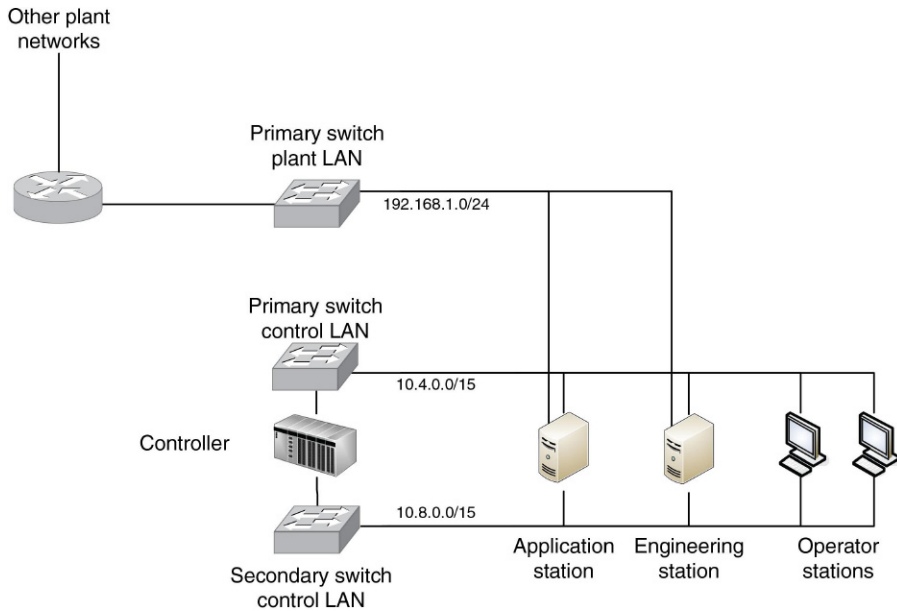 Other plant
networks
Primary switch
plant LAN
192.168.1.0/24
Primary switch
control LAN
10.4.0.0/15
Controller
10.8.0.0/15
Secondary switch
control LAN
Application
station
Engineering
station
Operator
stations